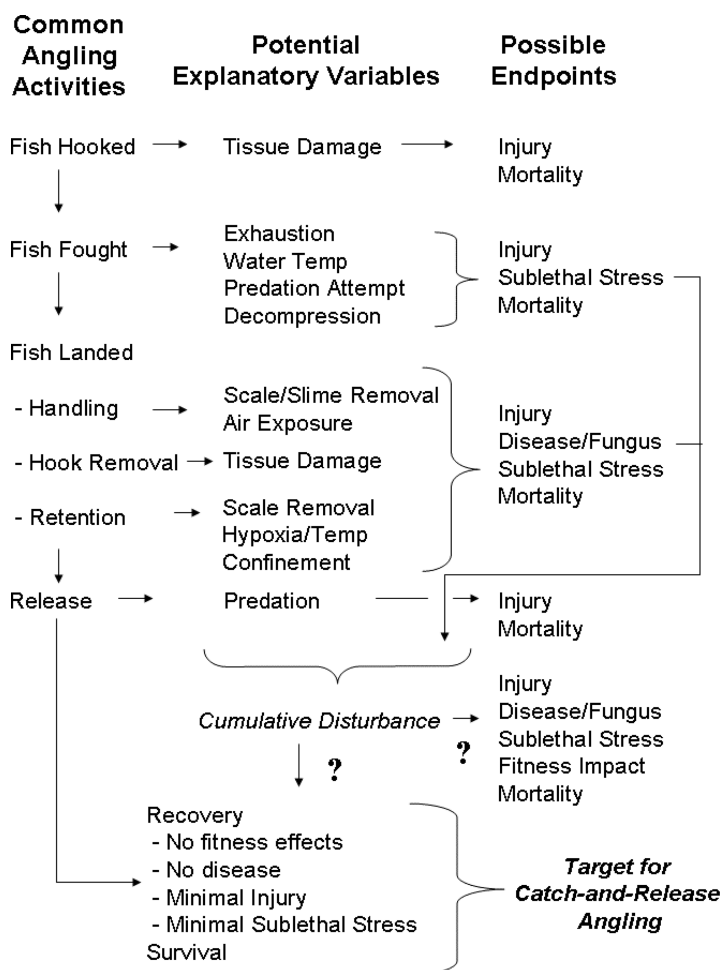 Common
Angling
Activities
Potential
Explanatory Variables
Possible
Endpoints
Fish Hooked
Tissue Damage
Injury
Mortality
Fish Fought
Exhaustion
Water Temp
Predation Attempt
Decompression
Injury
Sublethal Stress
Mortality
Fish Landed
- Handling
Scale/Slime Removal
Air Exposure
- Hook Removal
Tissue Damage
- Retention
Scale Removal
Hypoxia/Temp
Confinement
Injury
Disease/Fungus
Sublethal Stress
Mortality
Release
Predation
Injury
Mortality
Cumulative Disturbance
?
?
Injury
Disease/Fungus
Sublethal Stress
Fitness Impact
Mortality
Recovery
- No fitness effects
- No disease
- Minimal Injury
- Minimal Sublethal Stress
Survival
Target for
Catch-and-Release
Angling